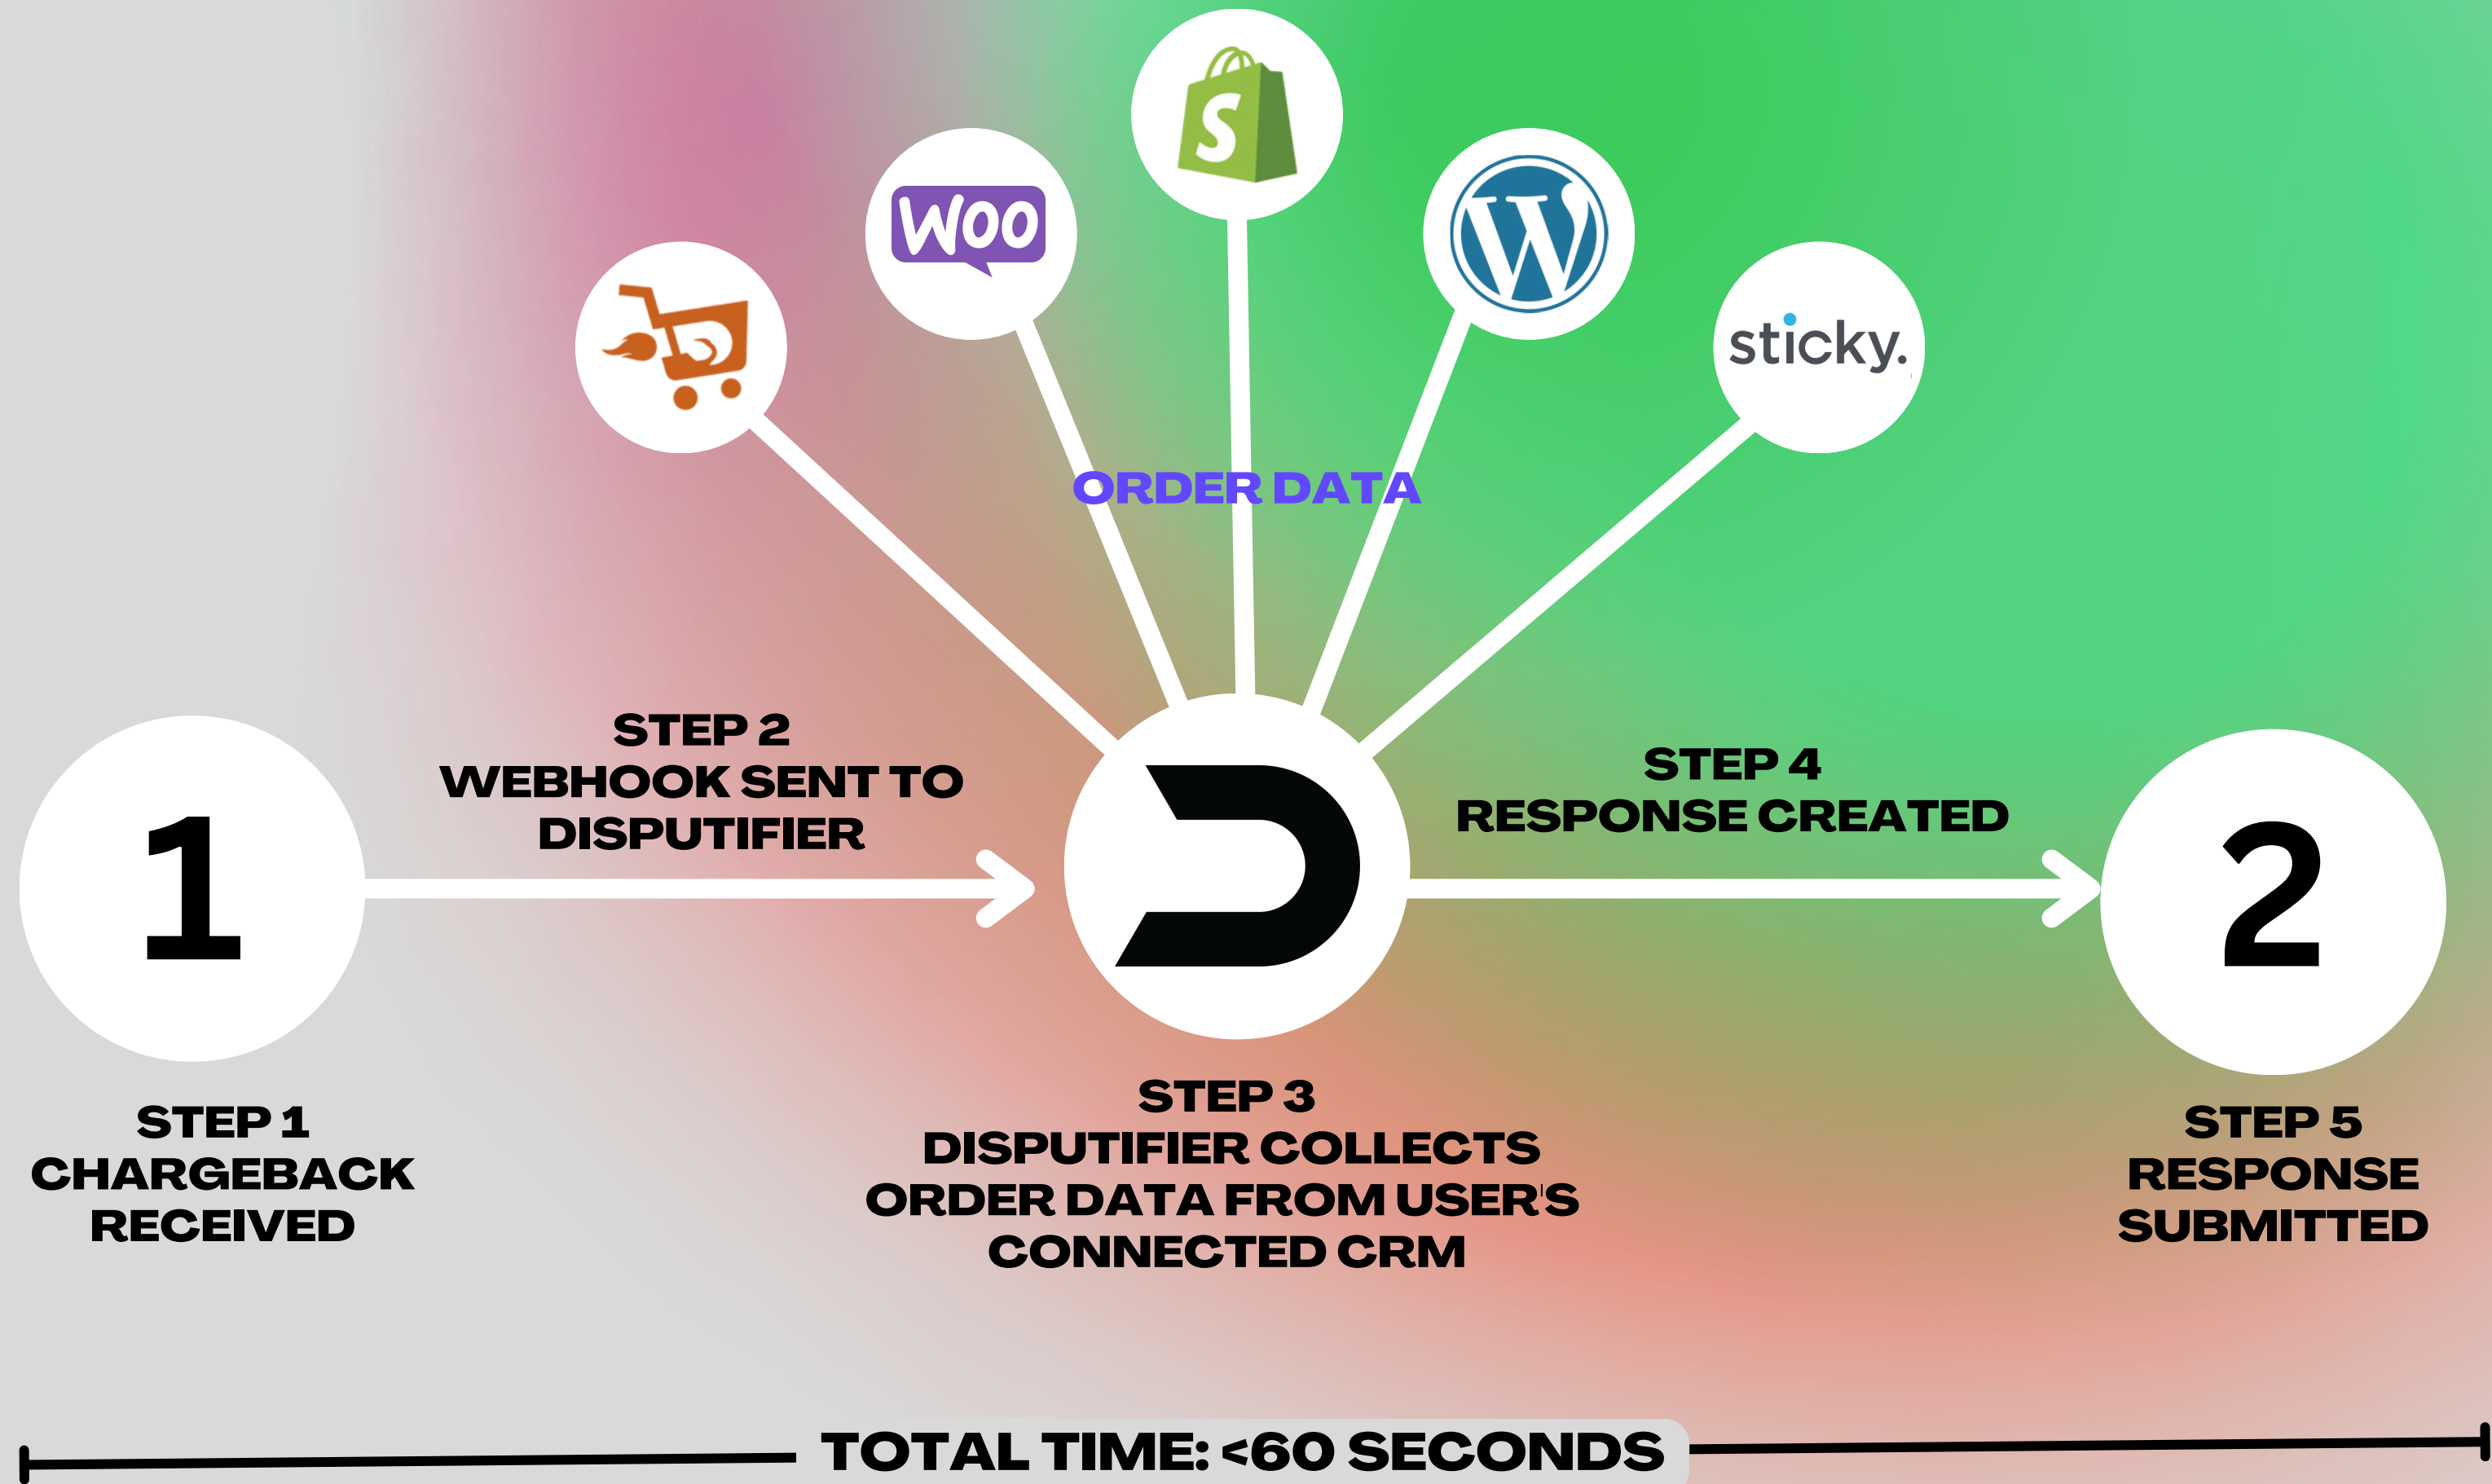 S
WOO
W
sticky.
ORDER DATA
STEP 2
WEBHOOK SENT TO
DISPUTIFIER
STEP 4
RESPONSE CREATED
1
2
STEP 1
CHARGEBACK
RECEIVED
STEP 3
DISPUTIFIER COLLECTS
ORDER DATA FROM USER'S
CONNECTED CRM
STEP 5
RESPONSE
SUBMITTED
TOTAL TIME: <60 SECONDS